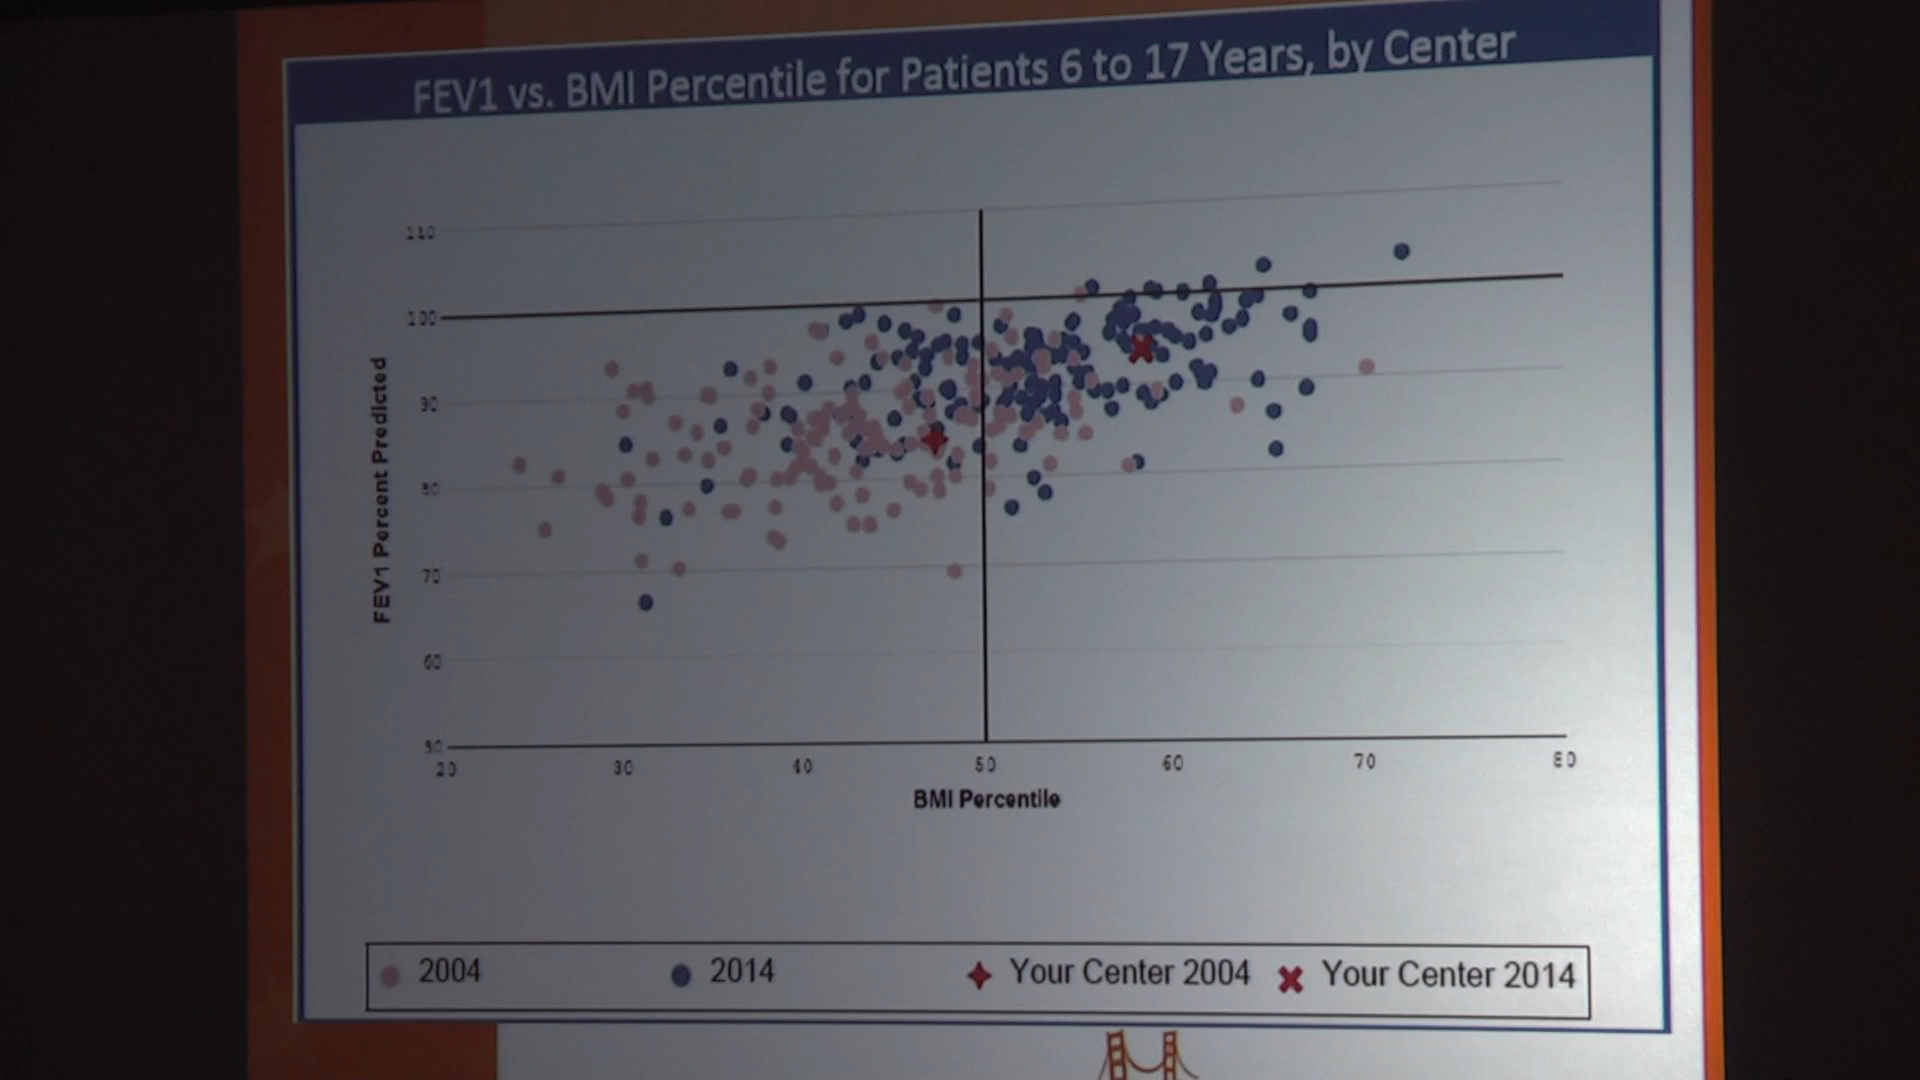 FEV1 vs. BMI Percentile for Patients 6 to 17 Years, by Center
110
100
90
80
70
60
50
FEV1 Percent Predicted
20 30 40 50 60 70 80
BMI Percentile
2004 2014 Your Center 2004 Your Center 2014